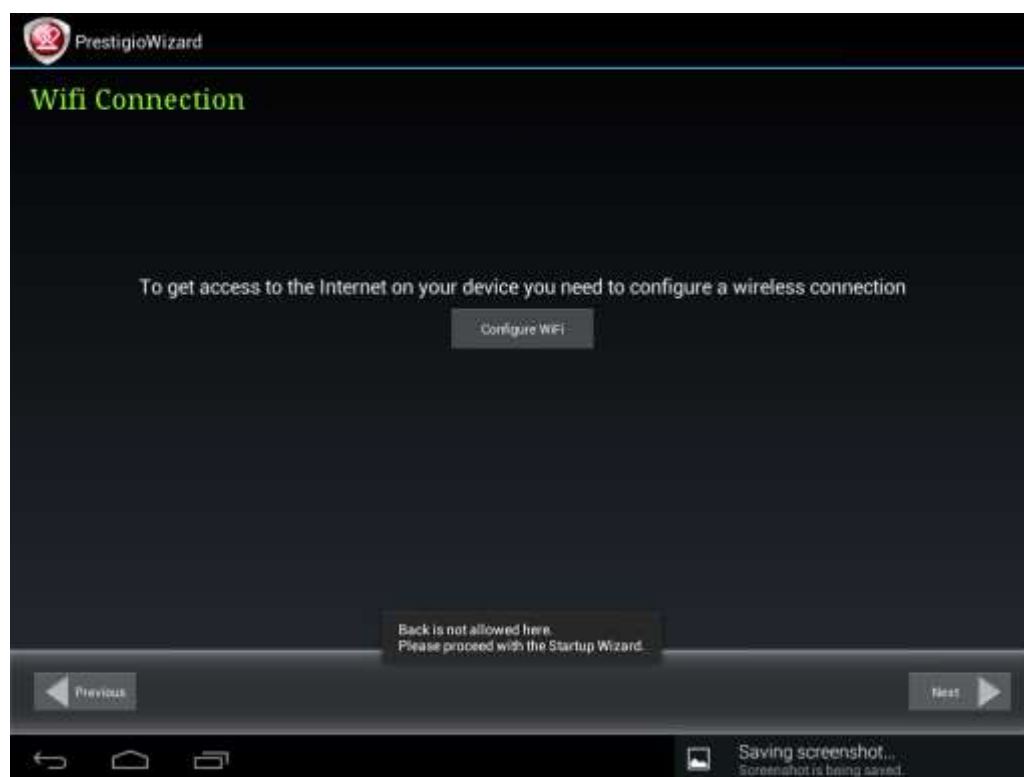 PrestigioWizard
Wifi Connection
To get access to the Internet on your device you need to configure a wireless connection
Configure WiFi
Back is not allowed here.
Please proceed with the Startup Wizard.
Previous
Next
Saving screenshot...
Screenshot is being saved.